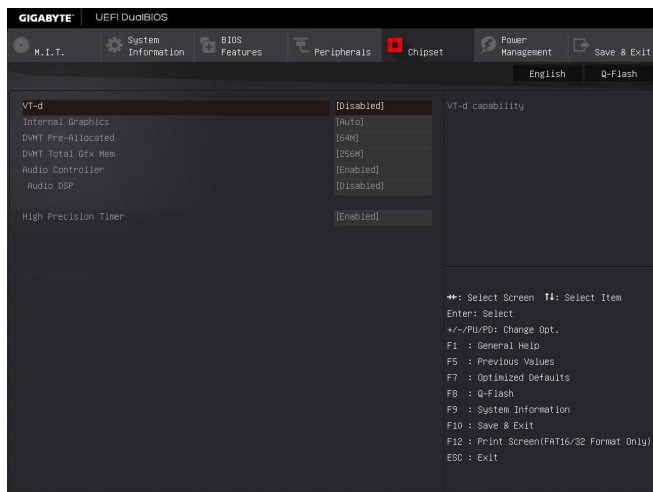 GIGABYTE™ UEFI DualBIOS
M.I.T.
System Information
BIOS Features
Peripherals
Chipset
Power Management
Save & Exit
English Q-Flash
VT-d [Disabled] VT-d capability
Internal Graphics [Auto]
DVMT Pre-Allocated [64M]
DVMT Total Gfx Mem [256M]
Audio Controller [Enabled]
Audio DSP [Disabled]
High Precision Timer [Enabled]
→←: Select Screen ↑↓: Select Item
Enter: Select
+/-/PU/PD: Change Opt.
F1 : General Help
F5 : Previous Values
F7 : Optimized Defaults
F8 : Q-Flash
F9 : System Information
F10 : Save & Exit
F12 : Print Screen(FAT16/32 Format Only)
ESC : Exit